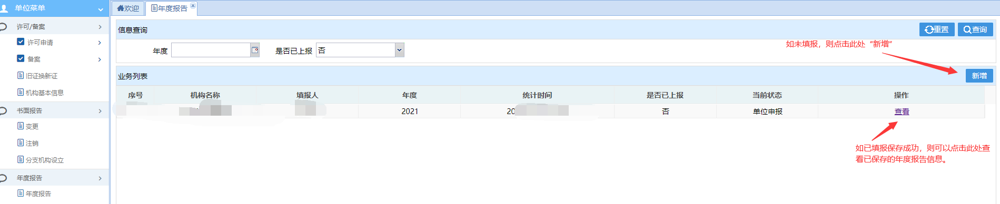 单位菜单
许可/备案
许可申请
备案
旧证换新证
机构基本信息
书面报告
变更
注销
分支机构设立
年度报告
年度报告
欢迎 年度报告
信息查询 重置 查询
年度 是否已上报 否
如未填报，则点击此处“新增”
业务列表 新增
序号 机构名称 填报人 年度 统计时间 是否已上报 当前状态 操作
2021 20 否 单位申报 查看
如已填报保存成功，则可以点击此处查
看已保存的年度报告信息。